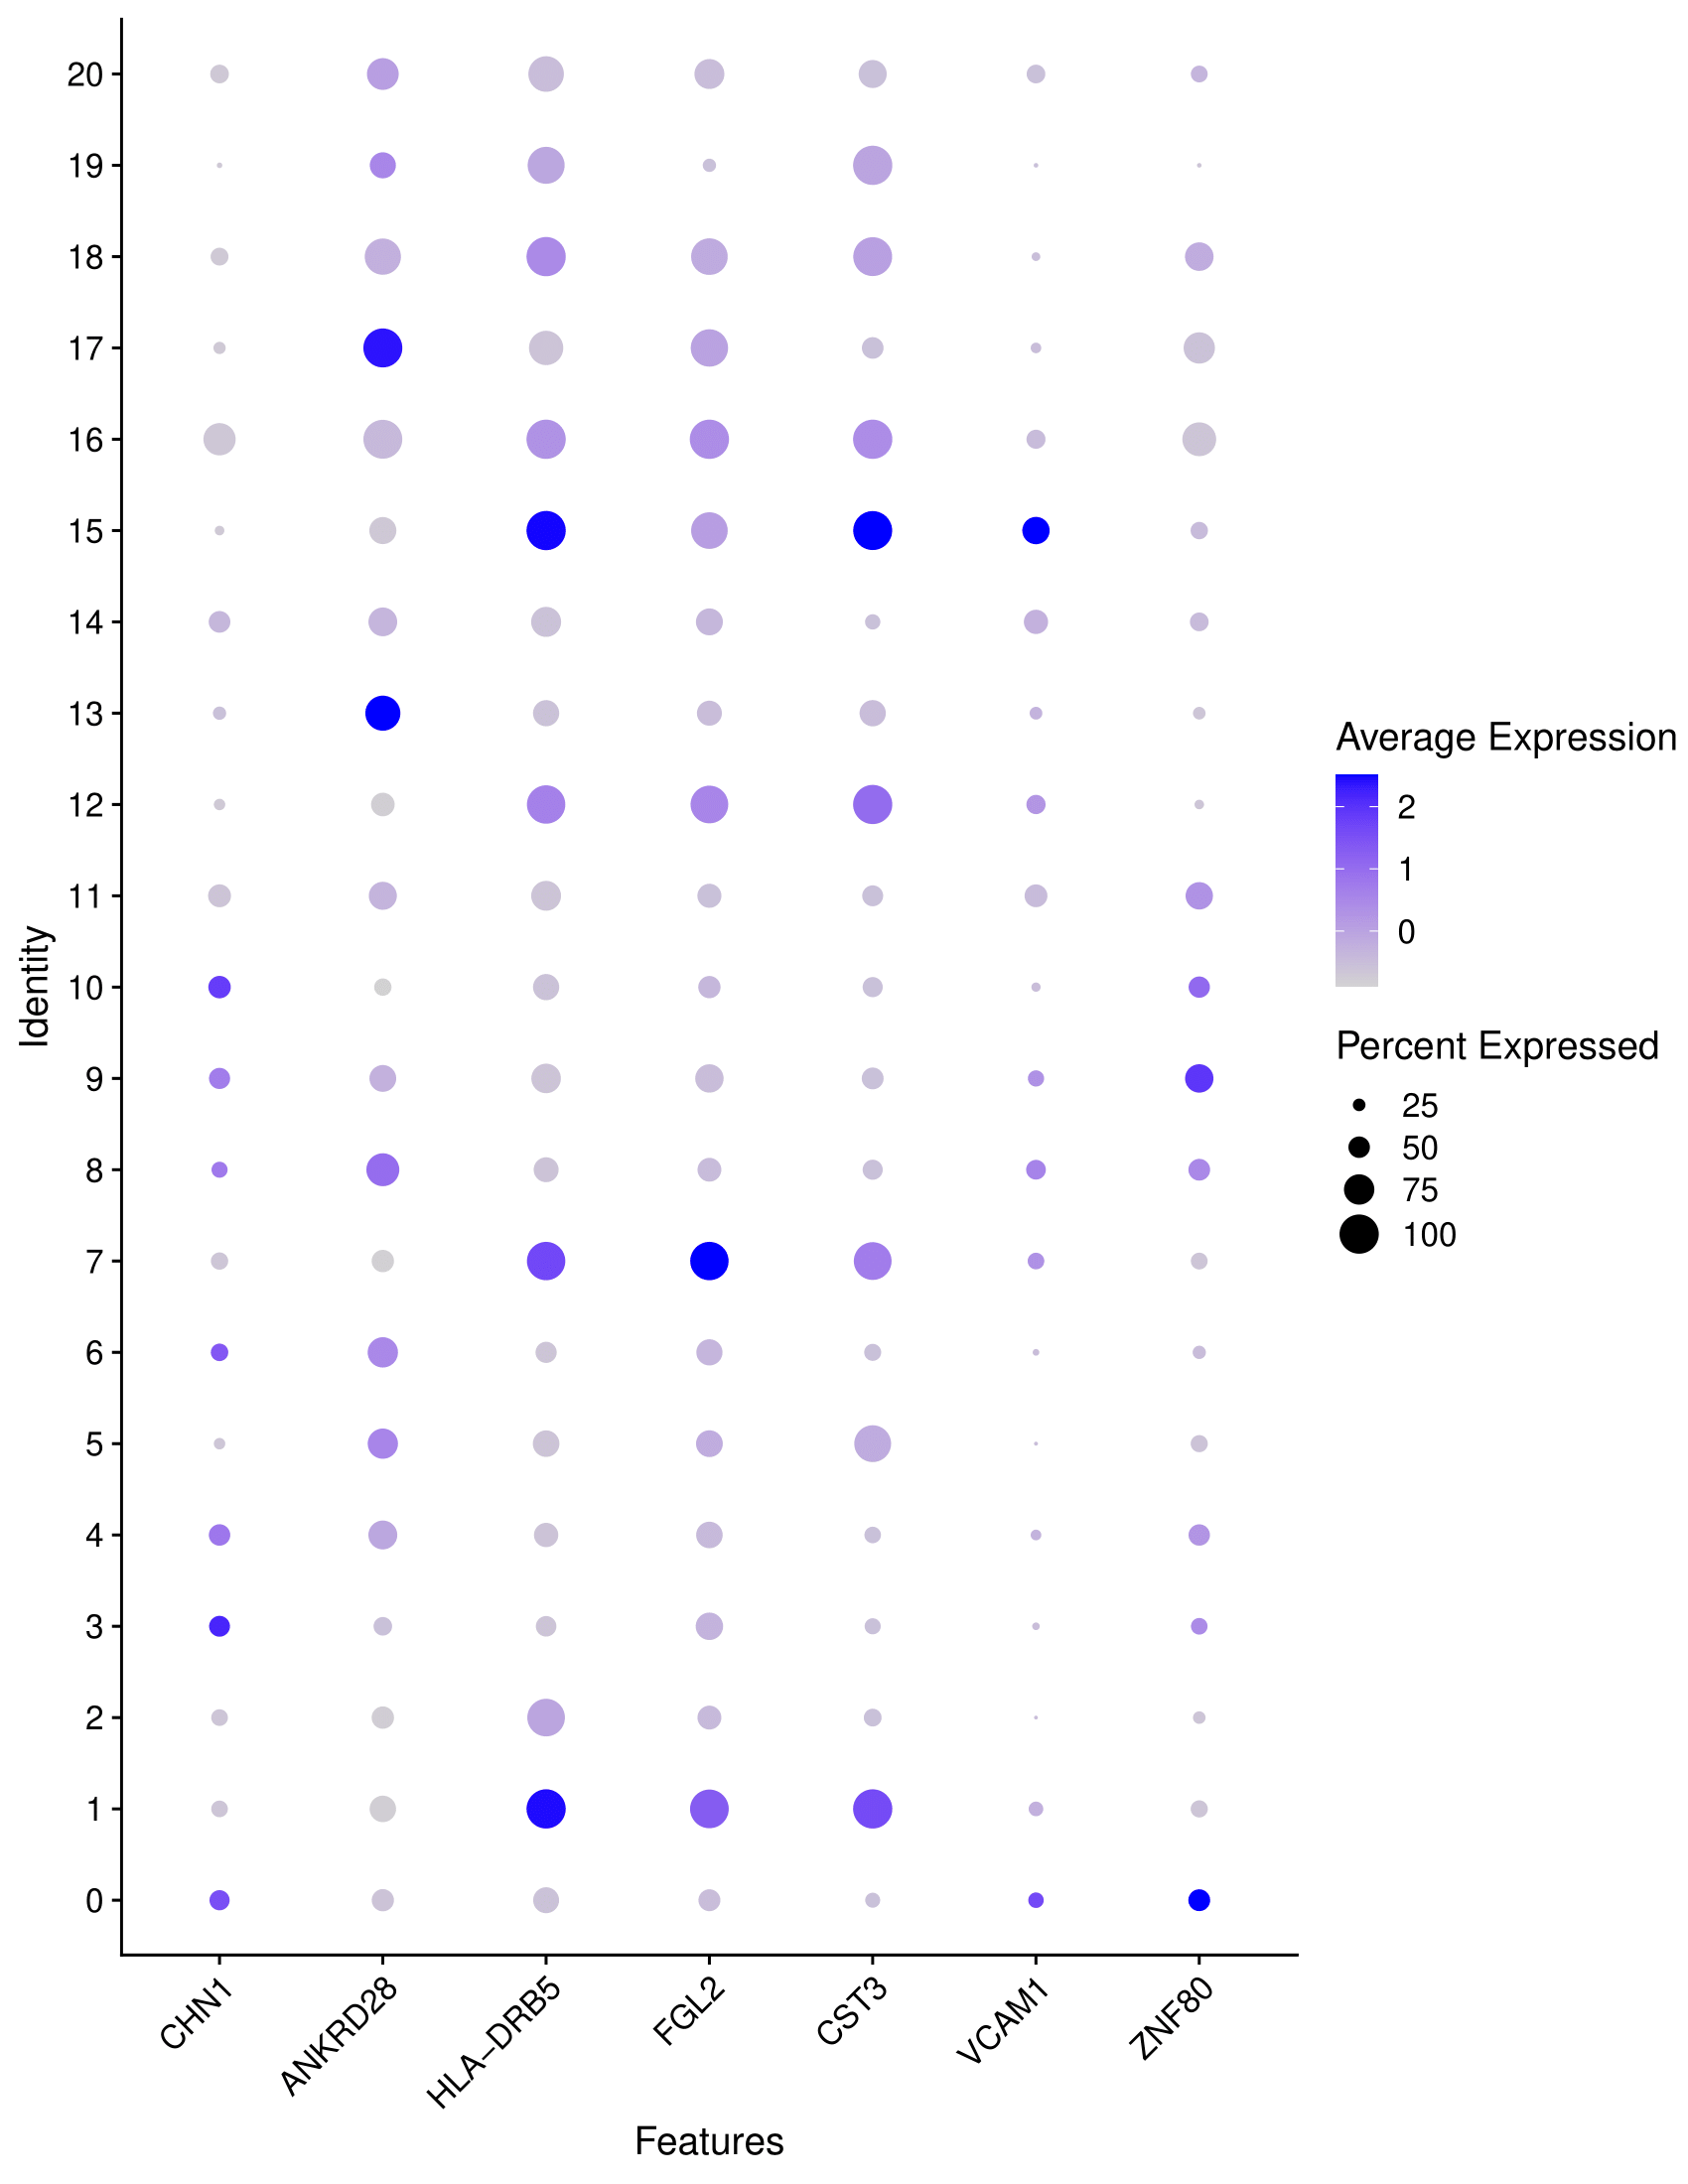 20
19
18
17
16
15
14
13
12
11
10
9
8
7
6
5
4
3
2
1
0
Identity
CHN1
ANKRD28
HLA−DRB5
FGL2
CST3
VCAM1
ZNF80
Features
Average Expression
2
1
0
Percent Expressed
25
50
75
100